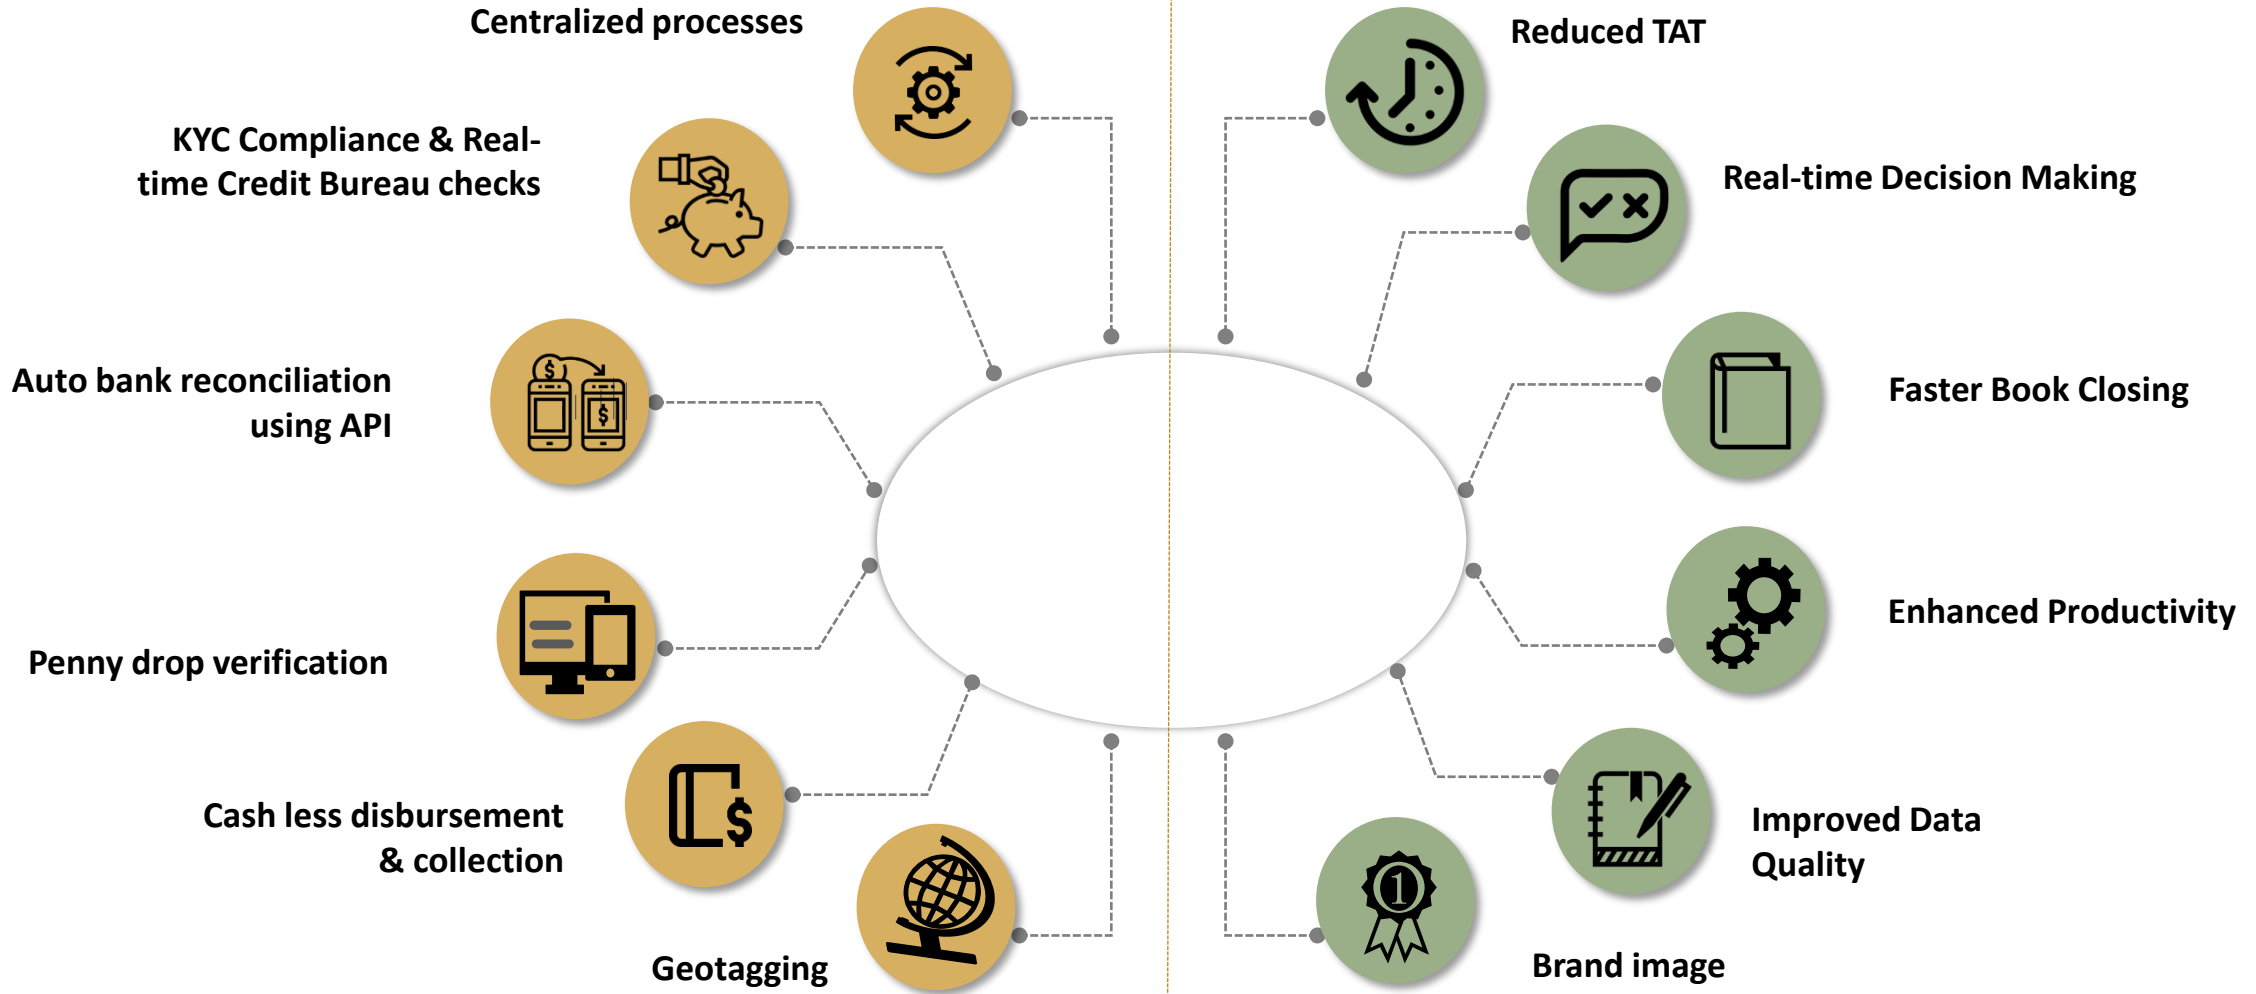 Centralized processes
KYC Compliance & Real-
time Credit Bureau checks
Auto bank reconciliation
using API
Penny drop verification
Cash less disbursement
& collection
Geotagging
Reduced TAT
Real-time Decision Making
Faster Book Closing
Enhanced Productivity
Improved Data
Quality
Brand image
$
$
$
1